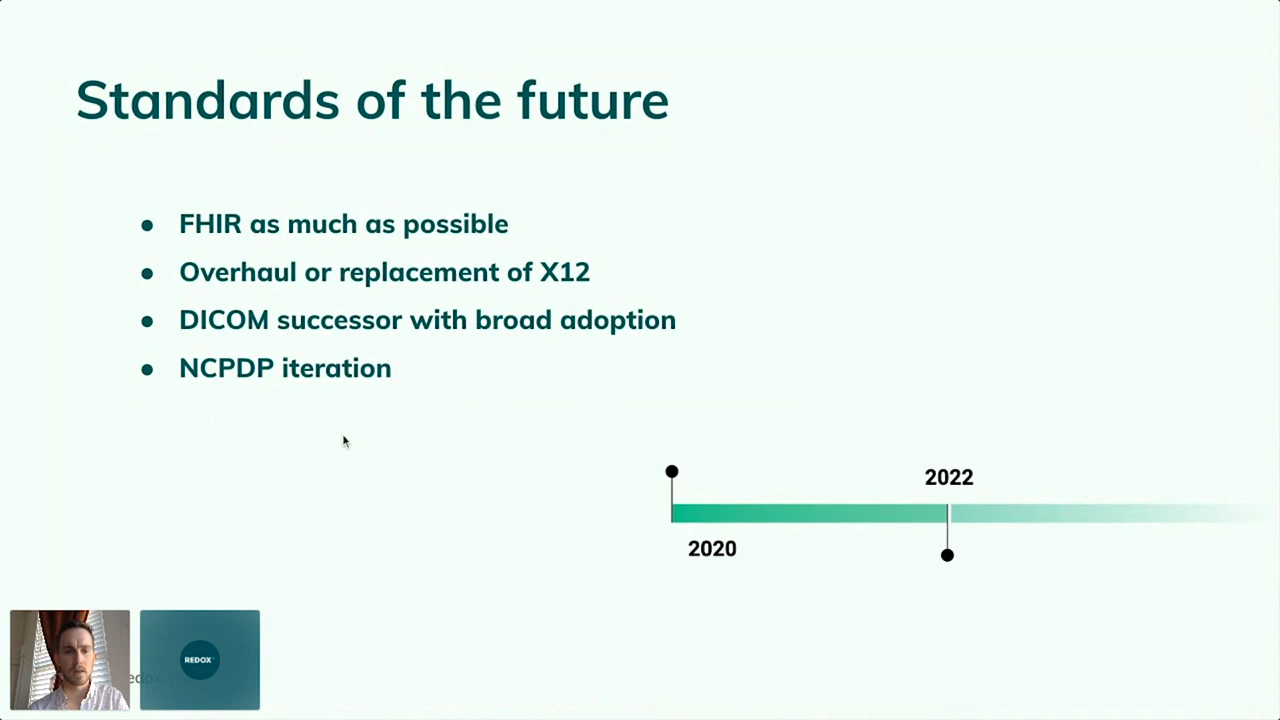 Standards of the future
● FHIR as much as possible
● Overhaul or replacement of X12
● DICOM successor with broad adoption
● NCPDP iteration
2022
2020
REDOX